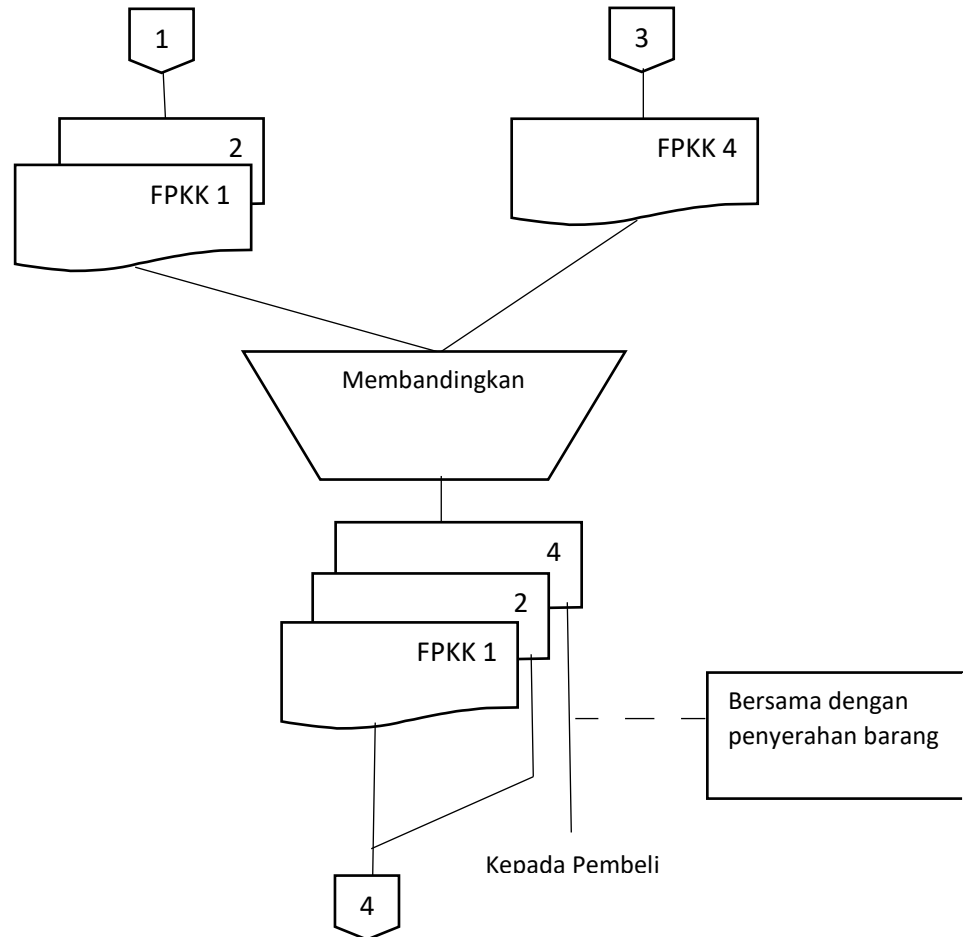 1
3
2
FPKK 1
FPKK 4
Membandingkan
4
2
FPKK 1
Bersama dengan
penyerahan barang
Kepada Pembeli
4